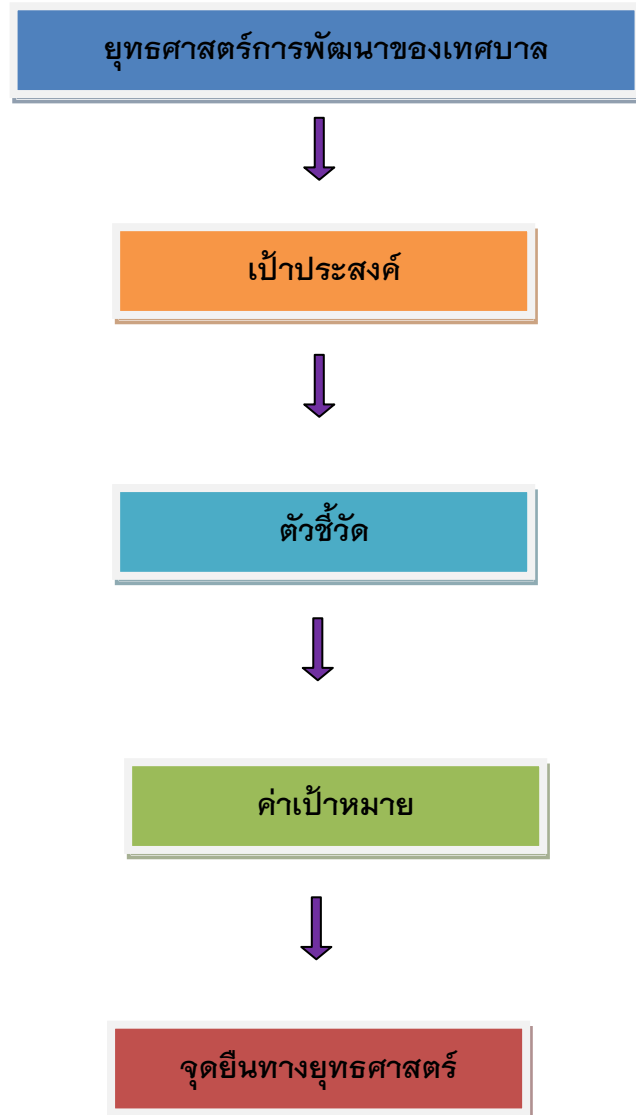 ยุทธศาสตร์การพัฒนาของเทศบาล
เป้าประสงค์
ตัวชี้วัด
ค่าเป้าหมาย
จุดยืนทางยุทธศาสตร์